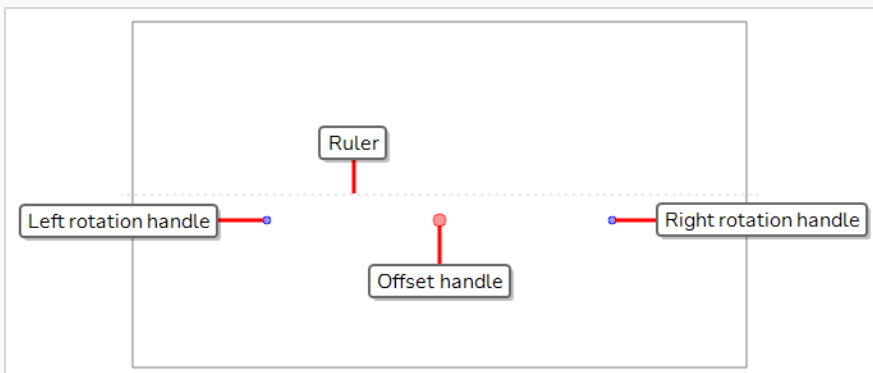 Ruler
Left rotation handle
Right rotation handle
Offset handle